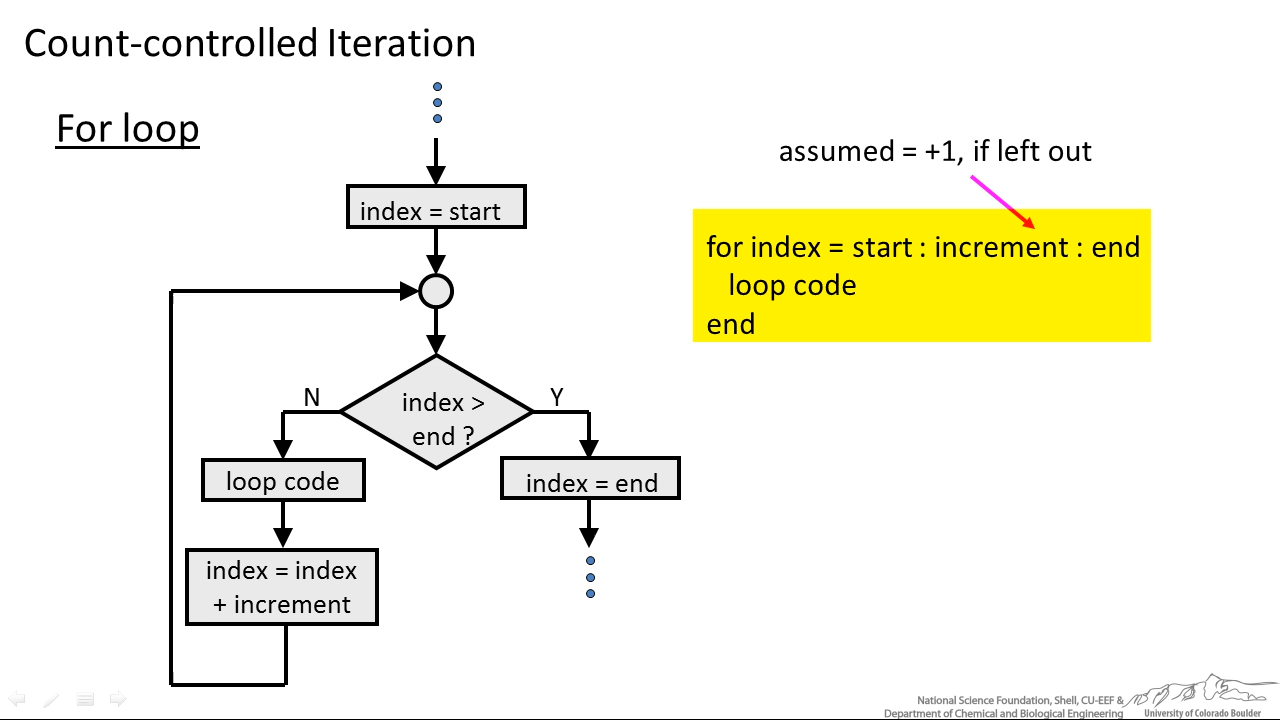 Count-controlled Iteration
For loop
assumed = +1, if left out
index = start
for index = start : increment : end
loop code
end
N
Y
index >
end ?
loop code
index = end
index = index
+ increment
National Science Foundation, Shell, CU-EEF &
Department of Chemical and Biological Engineering
University of Colorado Boulder